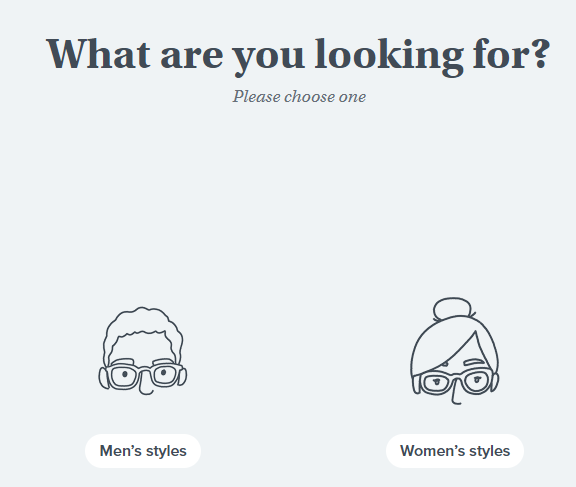 What are you looking for?
Please choose one
Men’s styles
Women’s styles